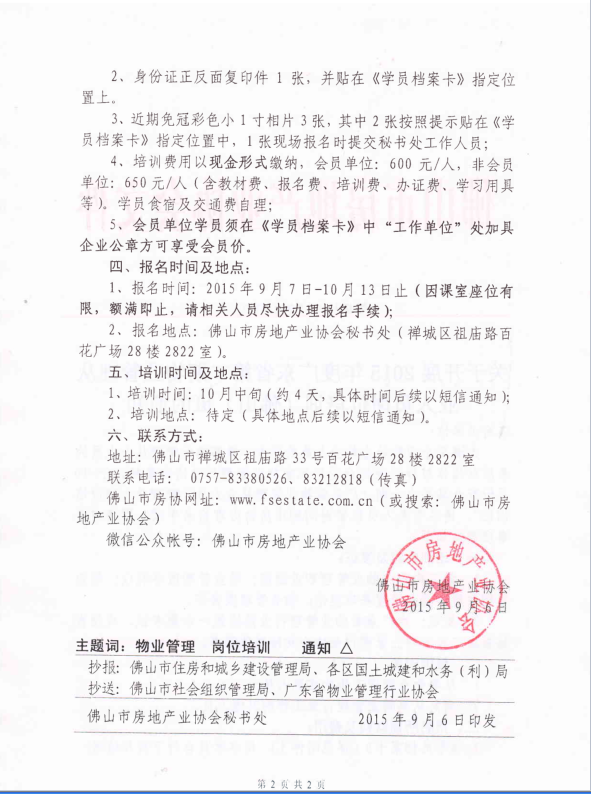 2、身份证正反面复印件 1 张，并贴在《学员档案卡》指定位
置上。
3、近期免冠彩色小 1 寸相片 3 张，其中 2 张按照提示贴在《学
员档案卡》指定位置中，1 张现场报名时提交秘书处工作人员；
4、培训费用以现金形式缴纳，会员单位：600 元/人，非会员
单位：650 元/人（含教材费、报名费、培训费、办证费、学习用具
等）。学员食宿及交通费自理；
5、会员单位学员须在《学员档案卡》中“工作单位”处加具
企业公章方可享受会员价。
四、报名时间及地点：
1、报名时间：2015 年 9 月 7 日-10 月 13 日止（因课室座位有
限，额满即止，请相关人员尽快办理报名手续）；
2、报名地点：佛山市房地产业协会秘书处（禅城区祖庙路百
花广场 28 楼 2822 室）。
五、培训时间及地点：
1、培训时间：10 月中旬（约 4 天，具体时间后续以短信通知）；
2、培训地点：待定（具体地点后续以短信通知）。
六、联系方式：
地址：佛山市禅城区祖庙路 33 号百花广场 28 楼 2822 室
联系电话： 0757-83380526、83212818（传真）
佛山市房协网址：www.fsestate.com.cn（或搜索：佛山市房
地产业协会）
微信公众帐号：佛山市房地产业协会
佛山市房地产业协会
佛山市房地产业协会
2015 年 9 月 6 日
主题词：物业管理 岗位培训 通知 △
抄报：佛山市住房和城乡建设管理局、各区国土城建和水务（利）局
抄送：佛山市社会组织管理局、广东省物业管理行业协会
佛山市房地产业协会秘书处 2015 年 9 月 6 日印发
第 2 页 共 2 页